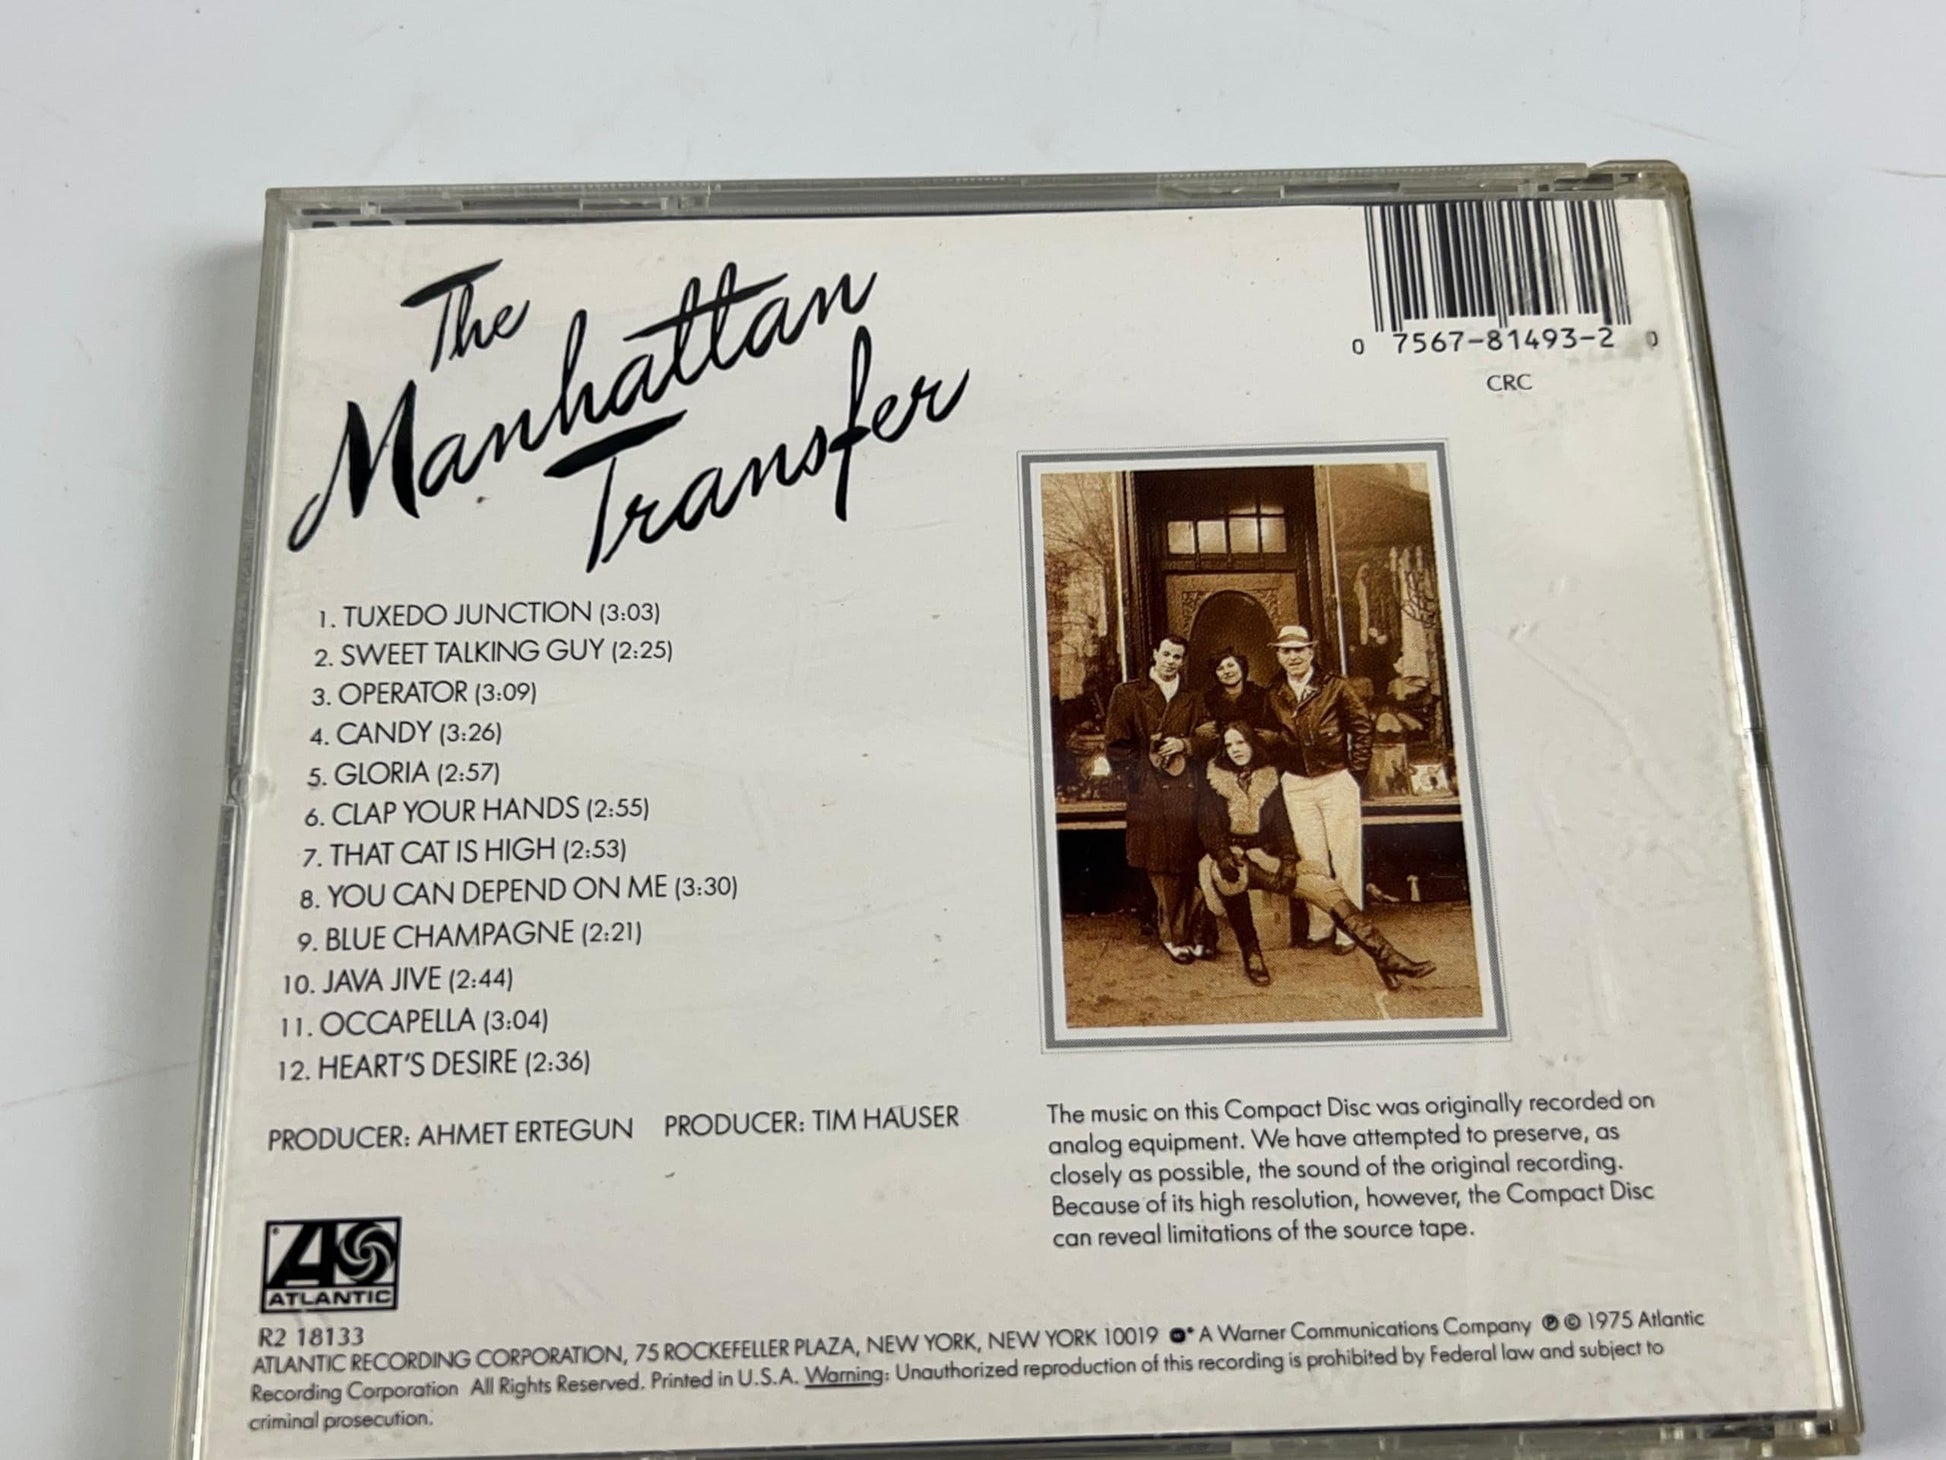 The
Manhattan
Transfer
0 7567-81493-2 0
CRC
1. TUXEDO JUNCTION (3:03)
2. SWEET TALKING GUY (2:25)
3. OPERATOR (3:09)
4. CANDY (3:26)
5. GLORIA (2:57)
6. CLAP YOUR HANDS (2:55)
7. THAT CAT IS HIGH (2:53)
8. YOU CAN DEPEND ON ME (3:30)
9. BLUE CHAMPAGNE (2:21)
10. JAVA JIVE (2:44)
11. OCCAPELLA (3:04)
12. HEART'S DESIRE (2:36)
PRODUCER: AHMET ERTEGUN PRODUCER: TIM HAUSER
The music on this Compact Disc was originally recorded on
analog equipment. We have attempted to preserve, as
closely as possible, the sound of the original recording.
Because of its high resolution, however, the Compact Disc
can reveal limitations of the source tape.
ATLANTIC
R2 18133
ATLANTIC RECORDING CORPORATION, 75 ROCKEFELLER PLAZA, NEW YORK, NEW YORK 10019 A Warner Communications Company ℗ © 1975 Atlantic
Recording Corporation All Rights Reserved. Printed in U.S.A. Warning: Unauthorized reproduction of this recording is prohibited by Federal law and subject to
criminal prosecution.